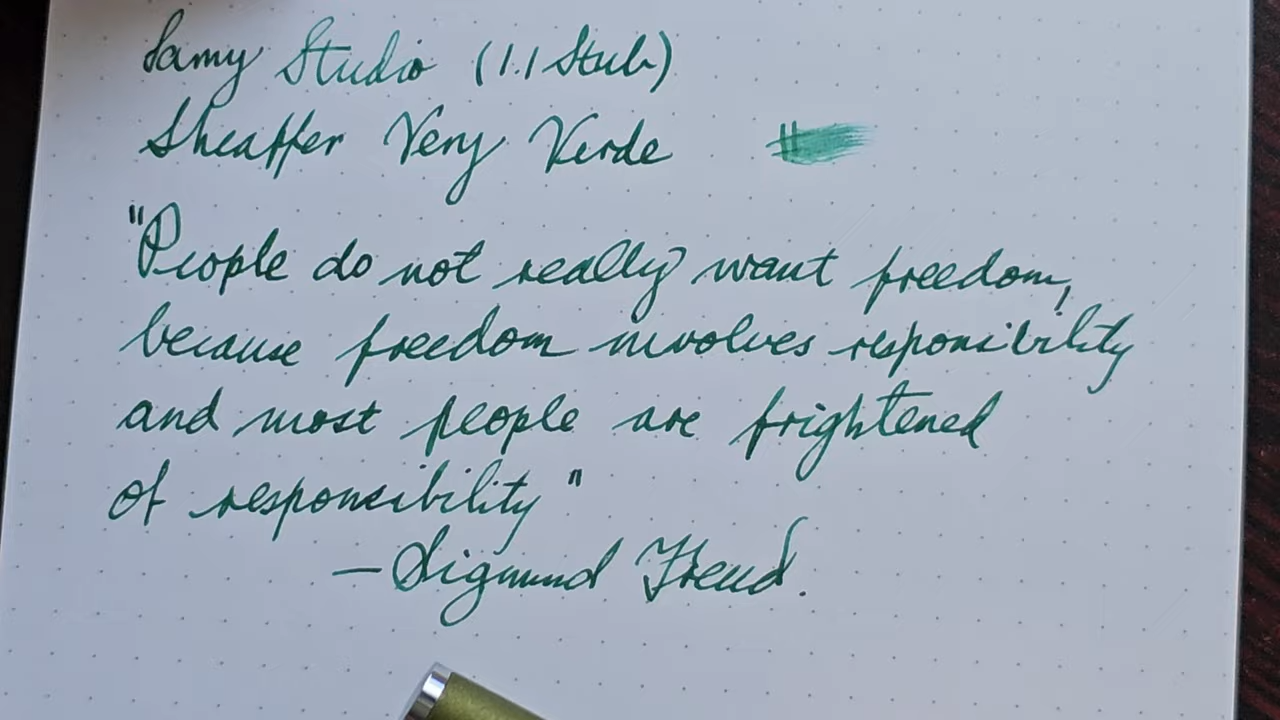 Lamy Studio (1.1 Stub)
Sheaffer Very Verde
"People do not really want freedom,
because freedom involves responsibility
and most people are frightened
of responsibility"
— Sigmund Freud.